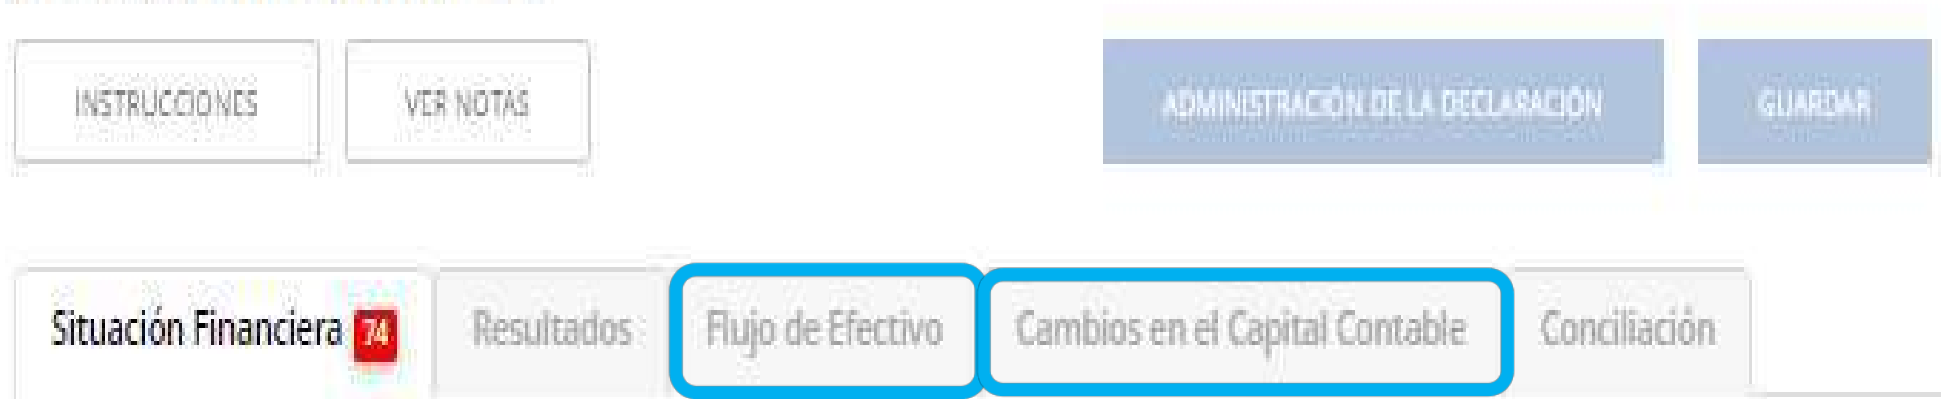 INSTRUCCIONES VER NOTAS ADMINISTRACIÓN DE LA DECLARACIÓN GUARDAR
Situación Financiera 74 Resultados Flujo de Efectivo Cambios en el Capital Contable Conciliación